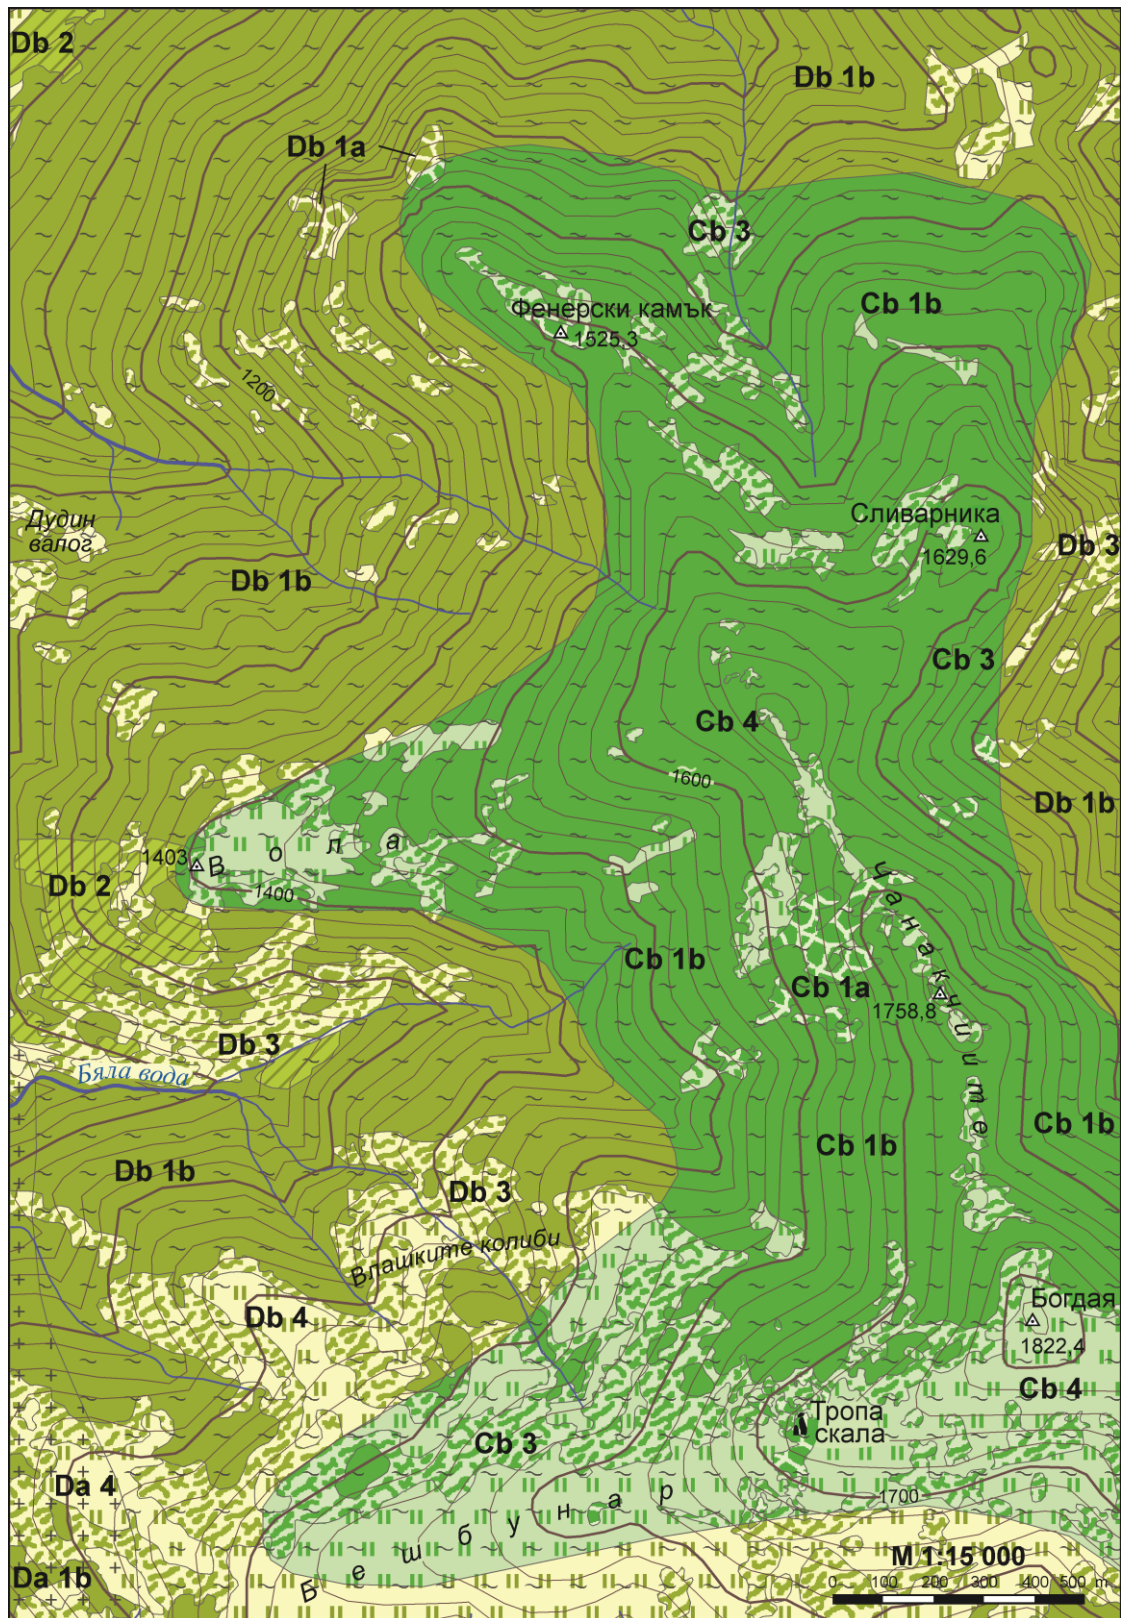 Db 2
Db 1b
Db 1a
Cb 3
Cb 1b
Фенерски камък
1525,3
1200
Сливарника
1629,6
Дудин
валог
Db 3
Db 1b
Cb 3
Cb 4
1600
Db 1b
1403
Вола
1400
Db 2
Чанакчиите
Cb 1b
Cb 1a
1758,8
Db 3
Бяла вода
Cb 1b
Cb 1b
Db 1b
Db 3
Влашките колиби
Db 4
Богдая
1822,4
Cb 4
Тропа
скала
Cb 3
Da 4
1700
Бешбунар
М 1:15 000
Da 1b
0 100 200 300 400 500 м